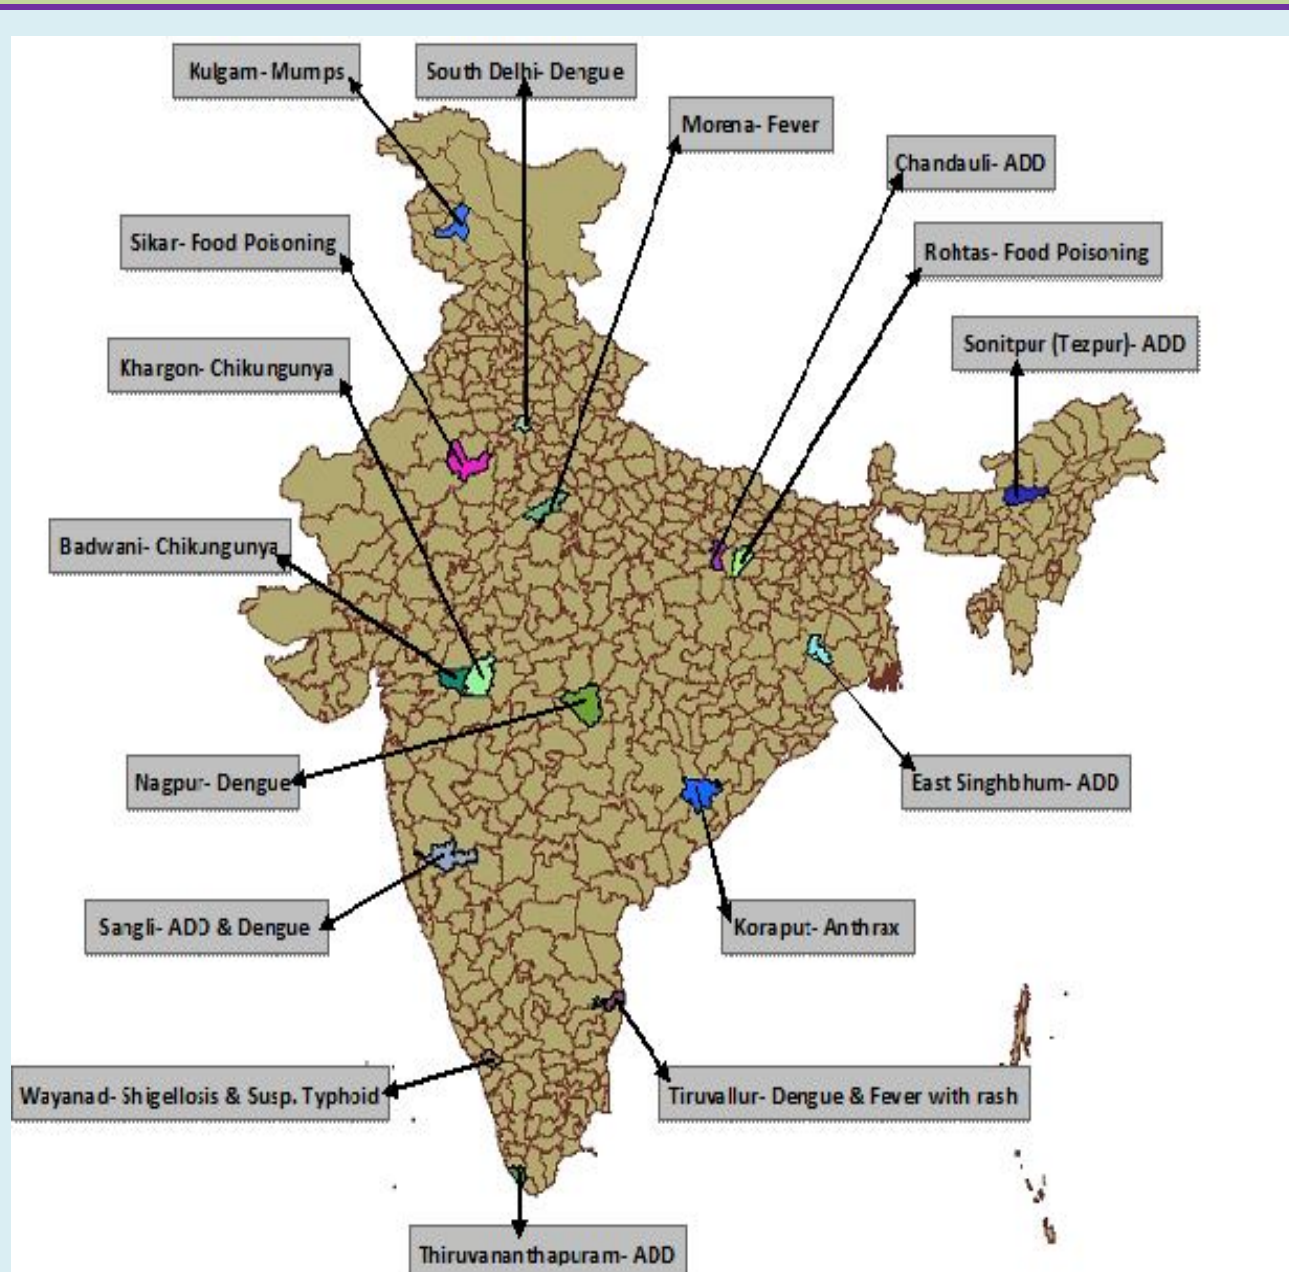 Kulgam- Mumps
South Delhi- Dengue
Morena- Fever
Chandauli- ADD
Sikar- Food Poisoning
Rohtas- Food Poisoning
Sonitpur (Tezpur)- ADD
Khargon- Chikungunya
Badwani- Chikungunya
Nagpur- Dengue
East Singhbhum- ADD
Sangli- ADD & Dengue
Koraput- Anthrax
Wayanad- Shigellosis & Susp. Typhoid
Tiruvallur- Dengue & Fever with rash
Thiruvananthapuram- ADD